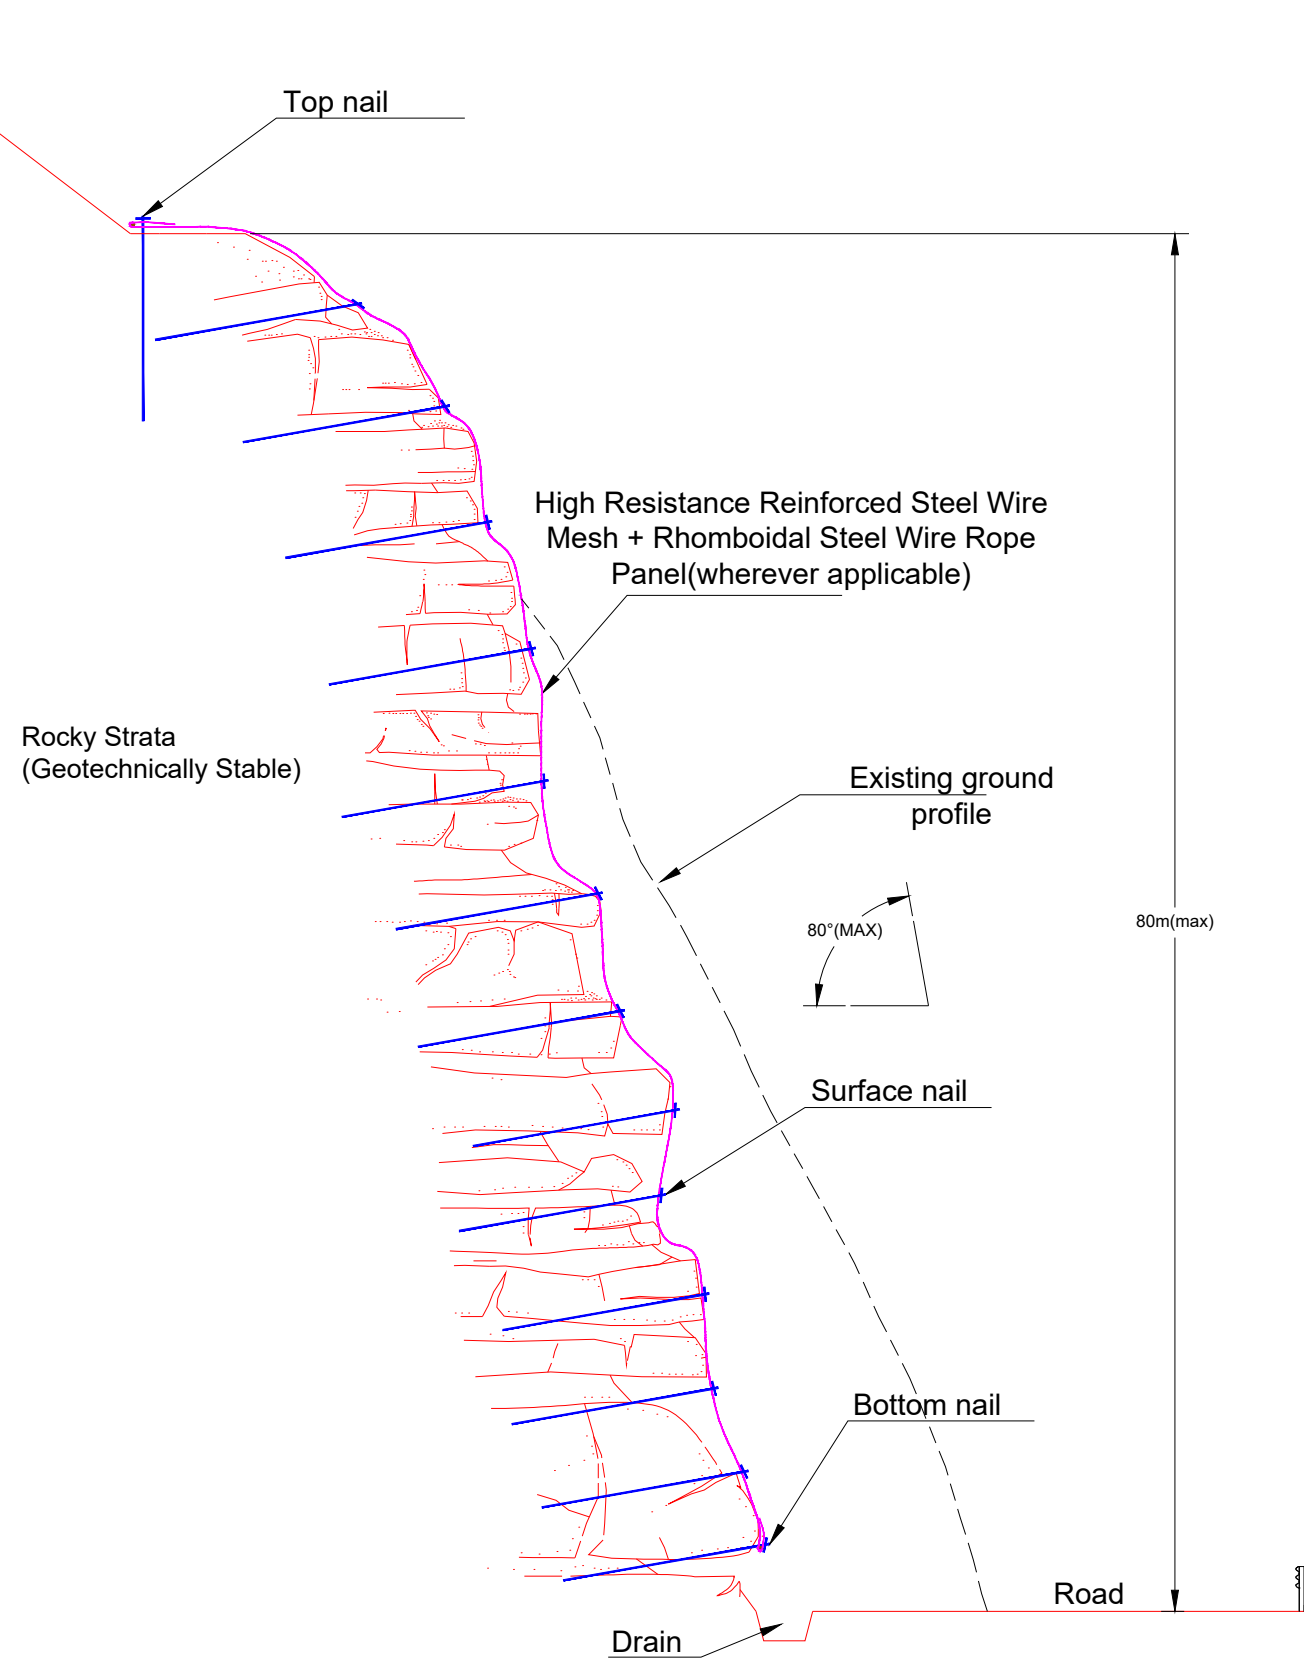 Top nail
High Resistance Reinforced Steel Wire
Mesh + Rhomboidal Steel Wire Rope
Panel(wherever applicable)
Rocky Strata
(Geotechnically Stable)
Existing ground
profile
80°(MAX)
80m(max)
Surface nail
Bottom nail
Road
Drain